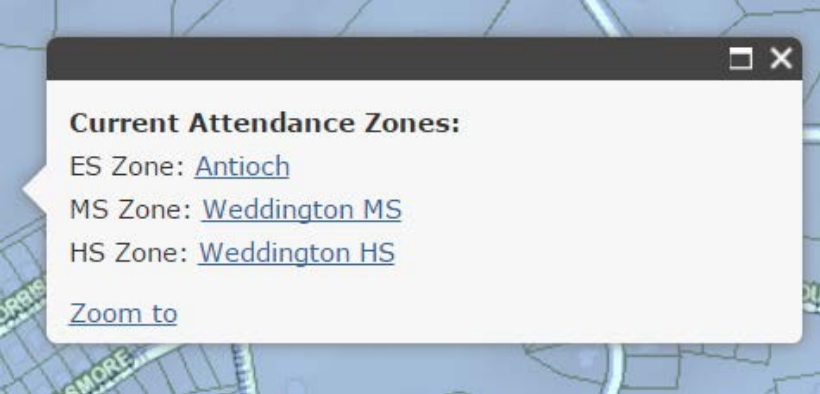 Current Attendance Zones:
ES Zone: Antioch
MS Zone: Weddington MS
HS Zone: Weddington HS
Zoom to